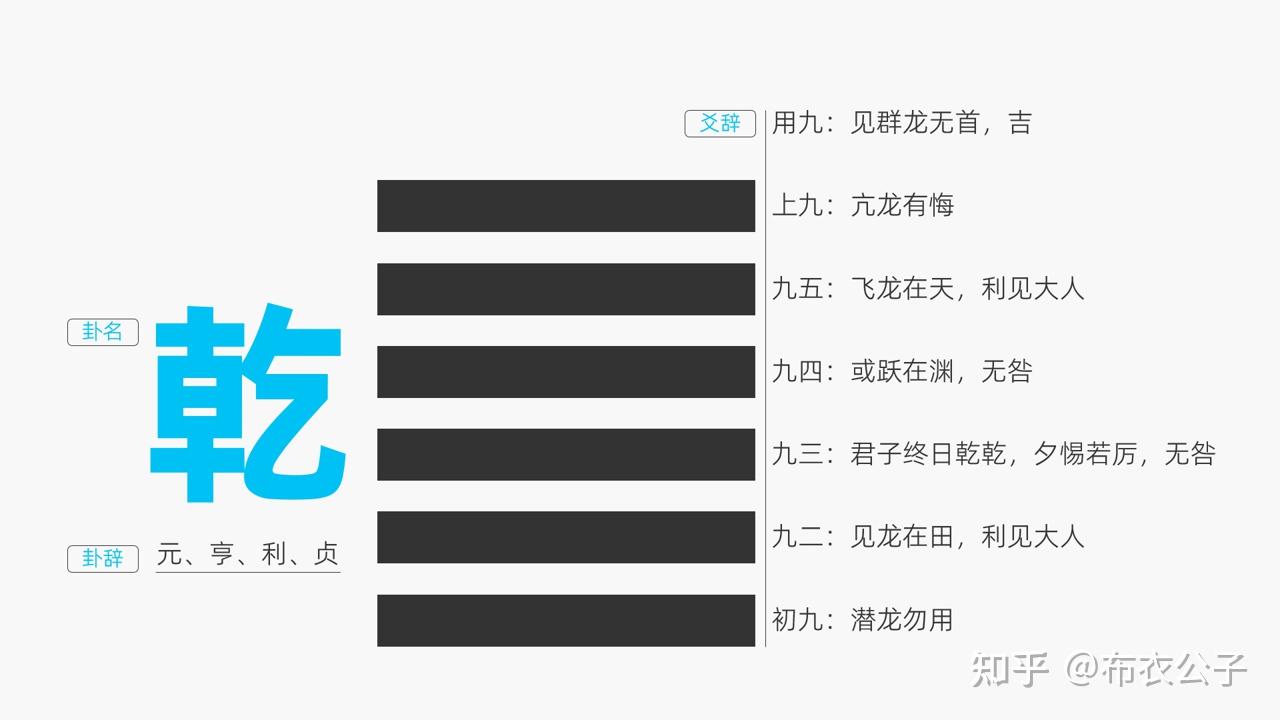 爻辞
用九：见群龙无首，吉
上九：亢龙有悔
九五：飞龙在天，利见大人
九四：或跃在渊，无咎
卦名
乾
九三：君子终日乾乾，夕惕若厉，无咎
九二：见龙在田，利见大人
卦辞
元、亨、利、贞
初九：潜龙勿用
知乎 @布衣公子